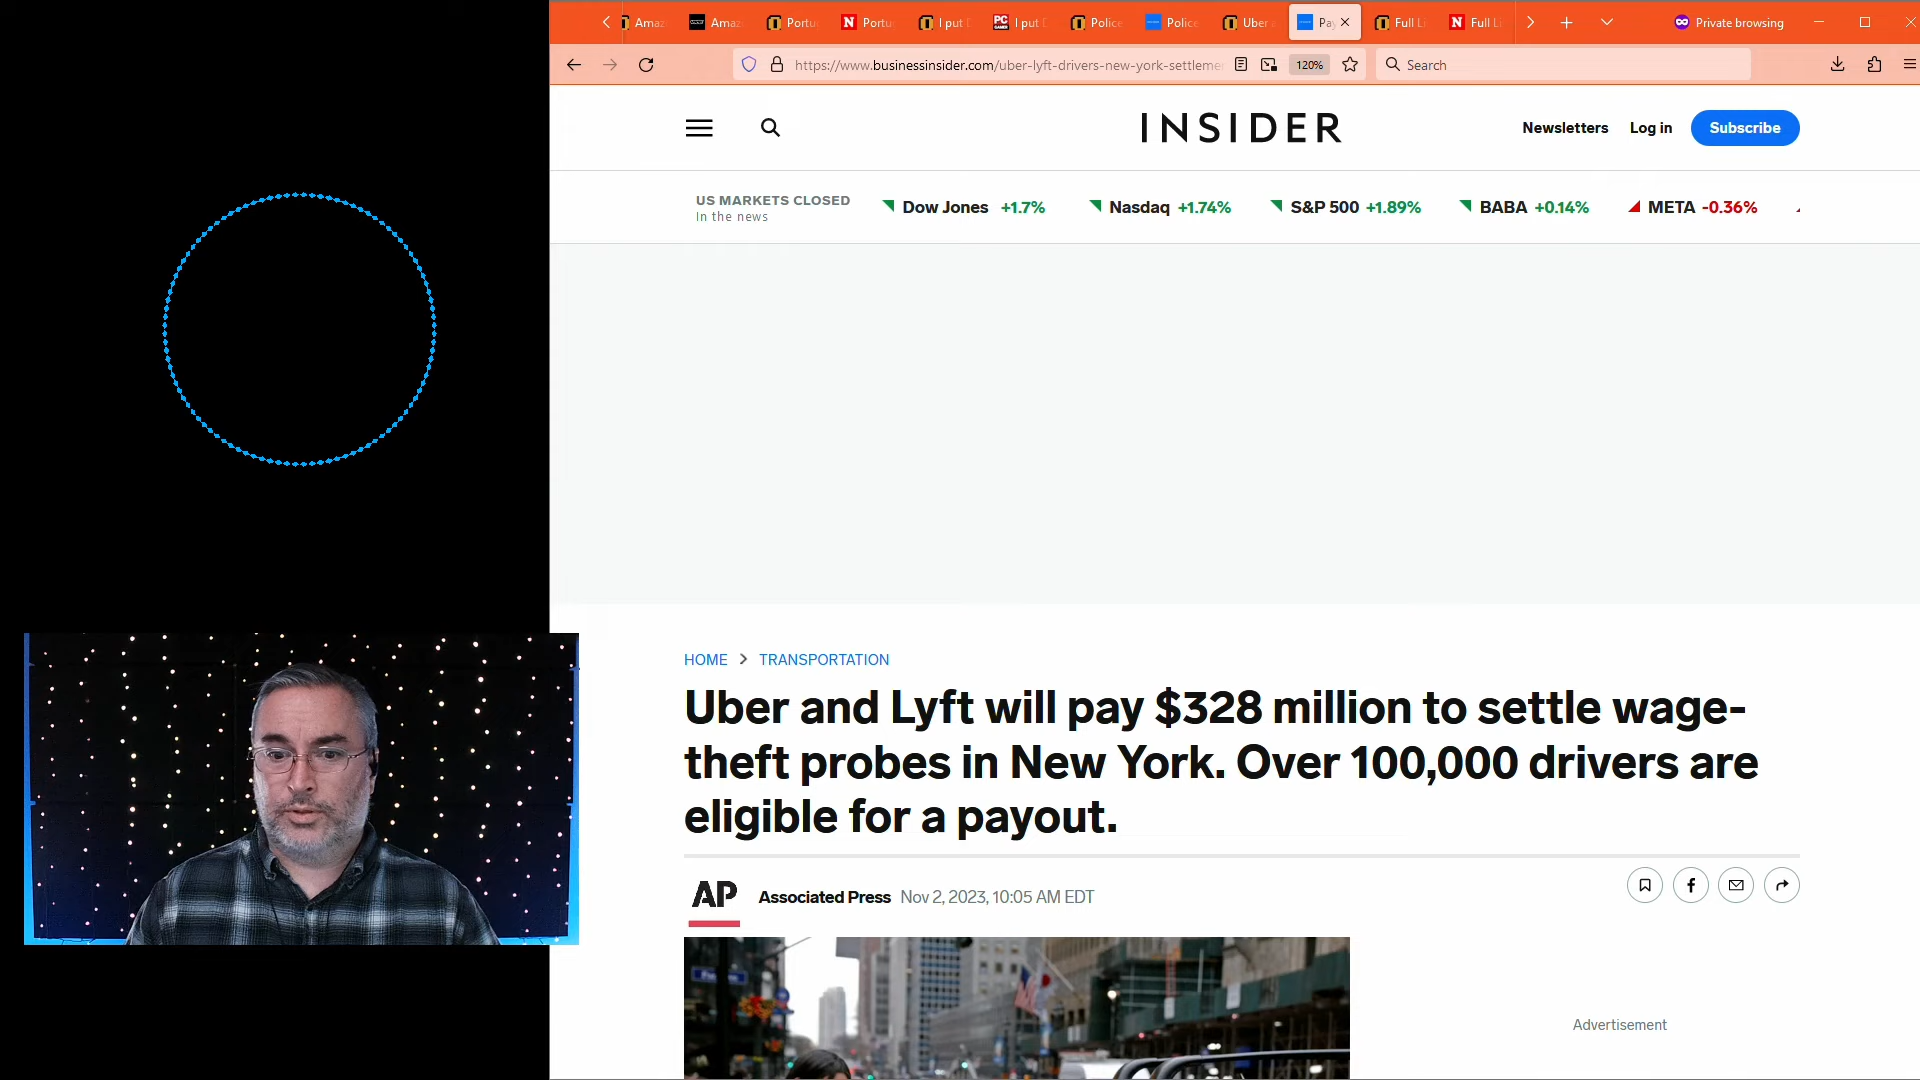 Amaz
Amaz
Portu
Portu
I put D
I put D
Police
Police
Uber a
Pay
Full Li
Full Li
Private browsing
https://www.businessinsider.com/uber-lyft-drivers-new-york-settleme
120%
Search
INSIDER
Newsletters
Log in
Subscribe
US MARKETS CLOSED
In the news
Dow Jones +1.7%
Nasdaq +1.74%
S&P 500 +1.89%
BABA +0.14%
META -0.36%
HOME > TRANSPORTATION
Uber and Lyft will pay $328 million to settle wage-
theft probes in New York. Over 100,000 drivers are
eligible for a payout.
AP
Associated Press Nov 2, 2023, 10:05 AM EDT
Advertisement